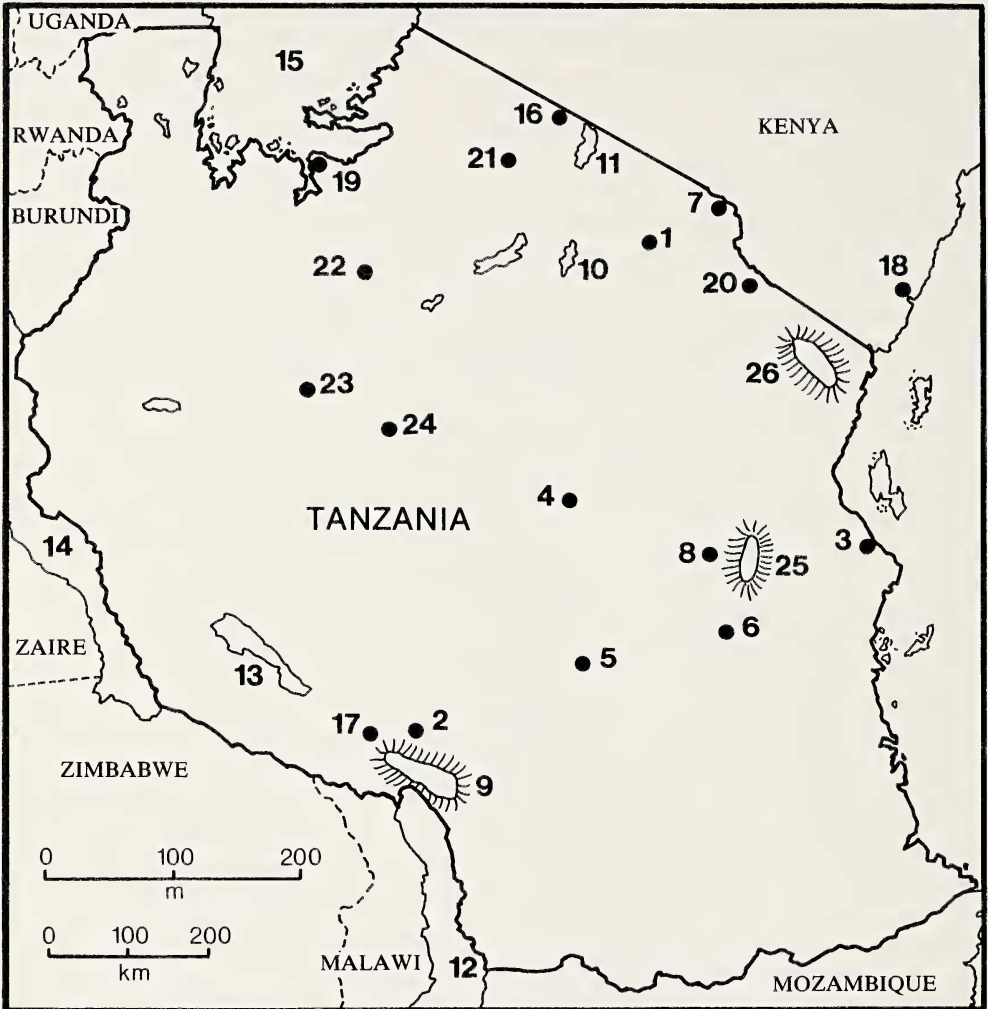 UGANDA
15
16
KENYA
RWANDA
21
11
19
7
BURUNDI
1
22
10
20
18
26
23
24
4
TANZANIA
14
8
25
3
6
ZAIRE
13
5
17
2
ZIMBABWE
9
0 100 200
m
0 100 200
km
MALAWI
12
MOZAMBIQUE